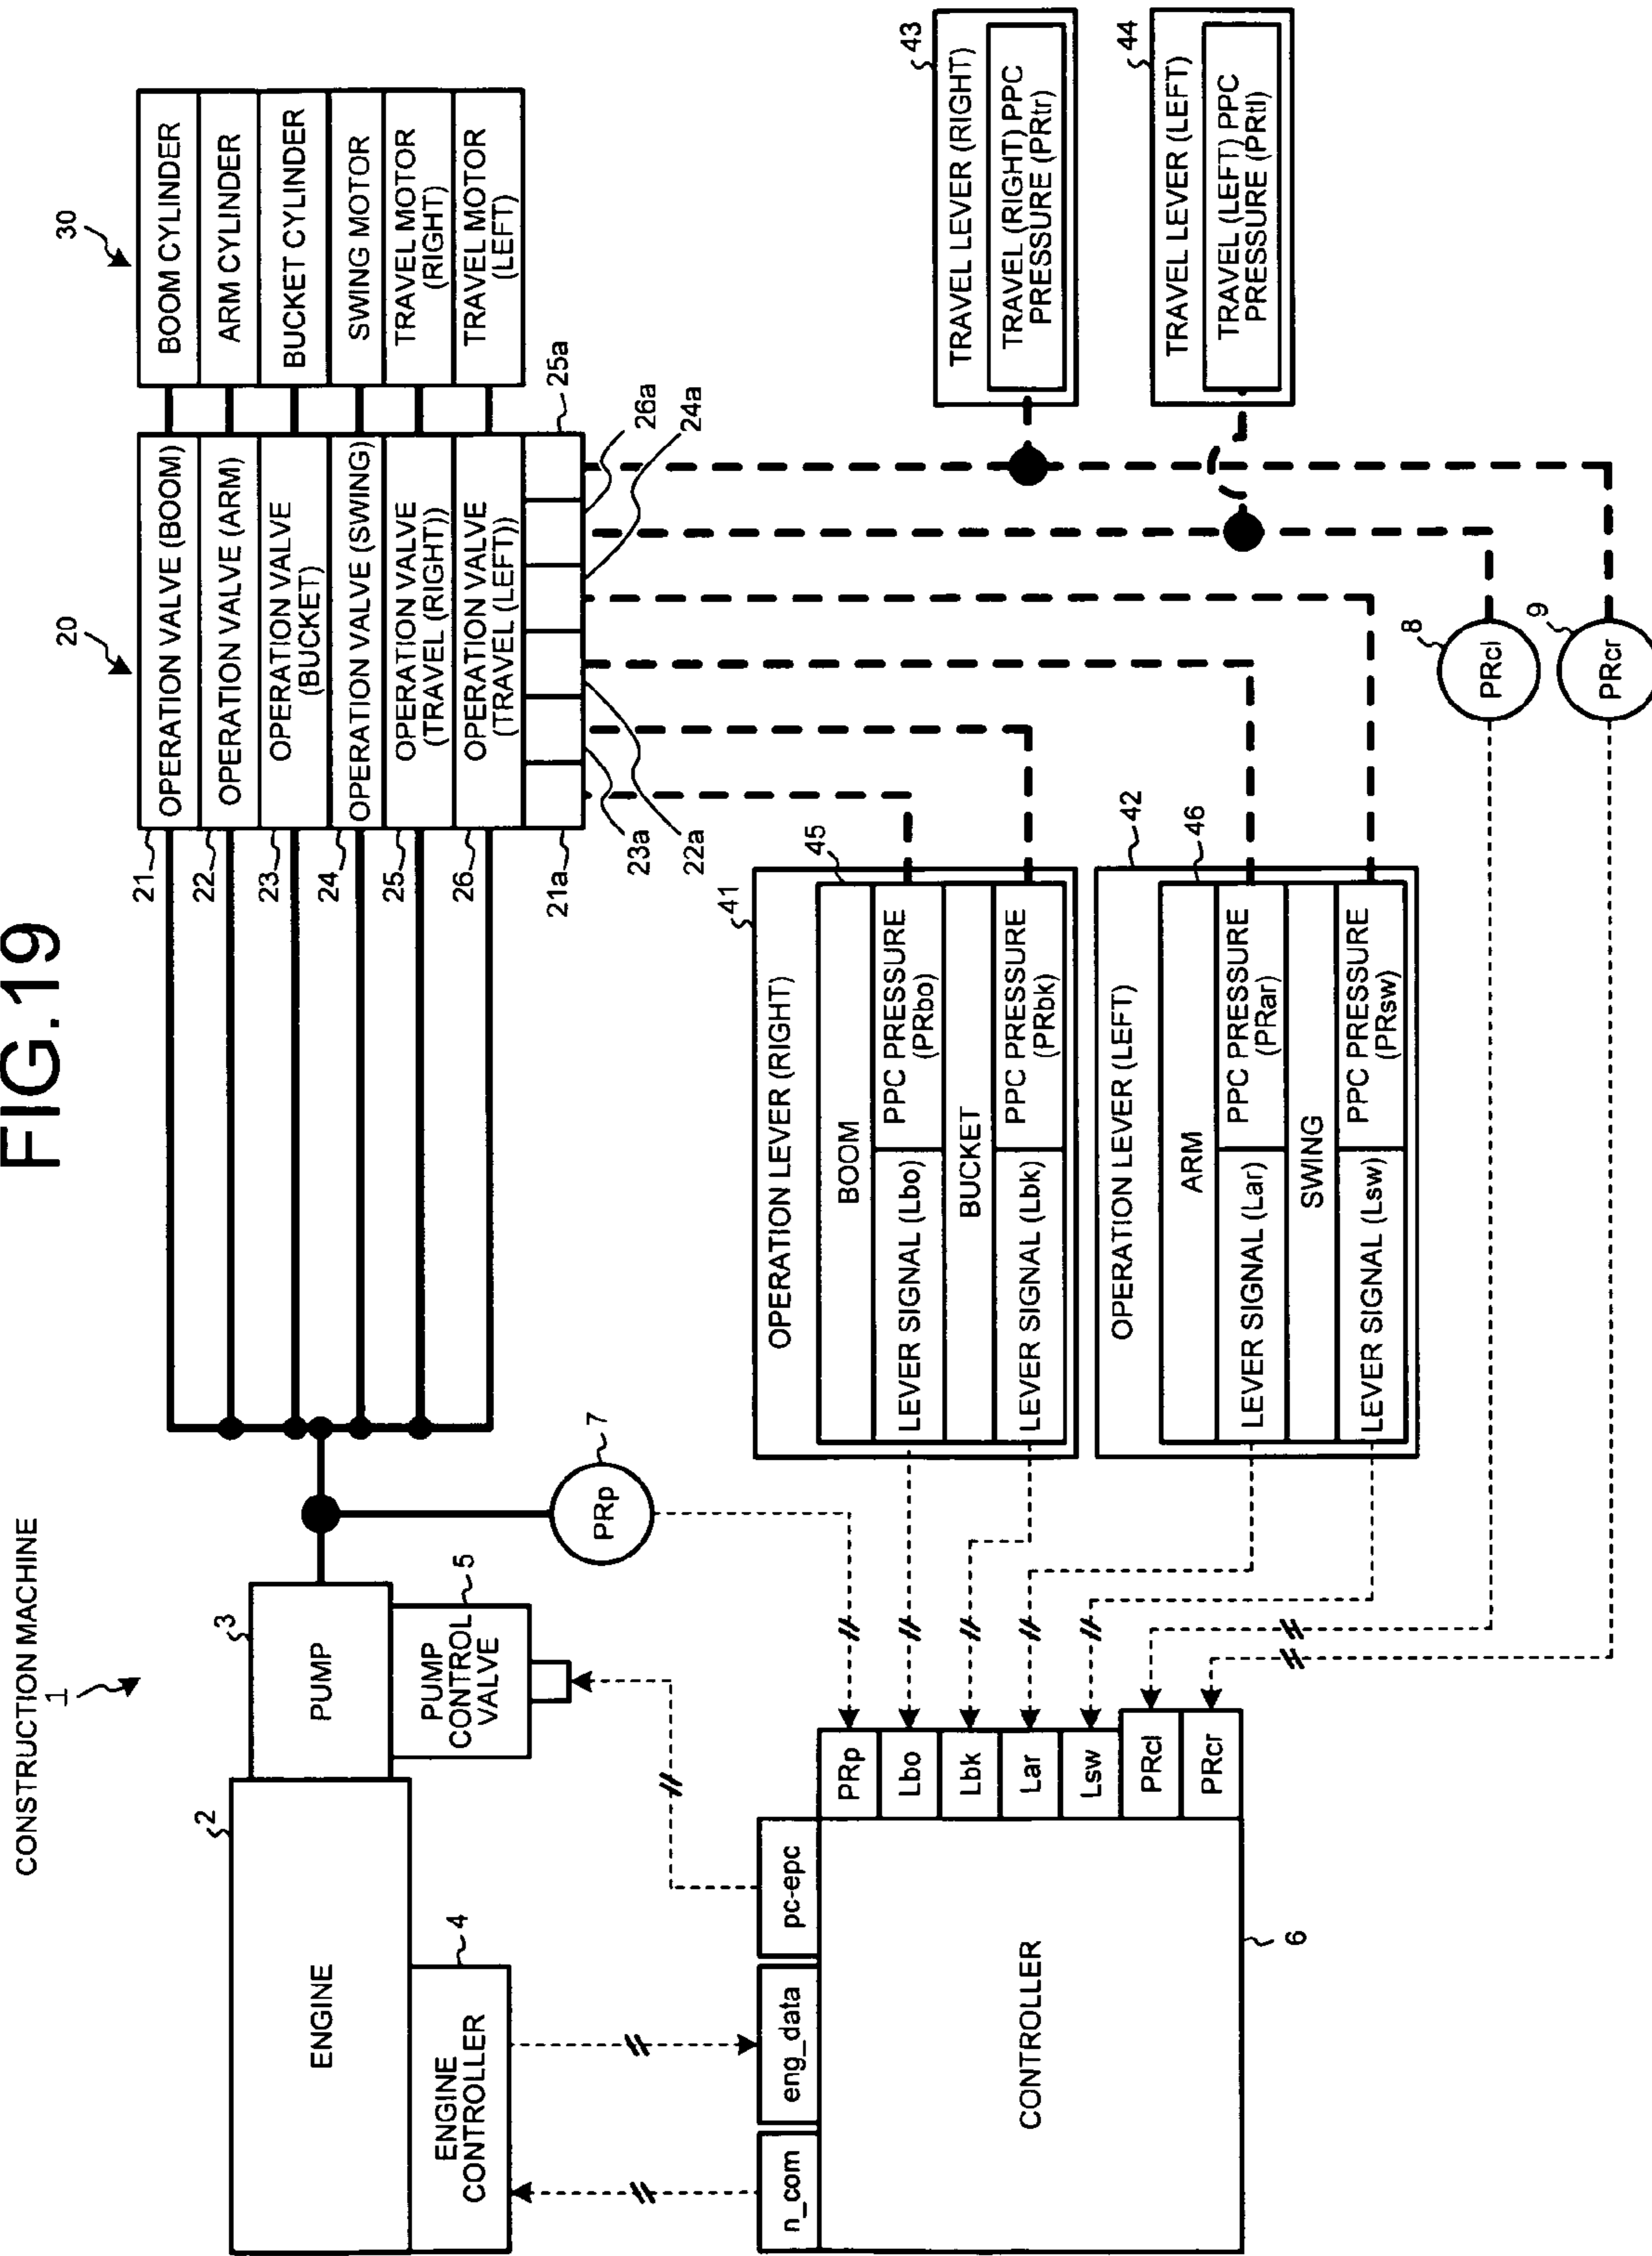 FIG.19
CONSTRUCTION MACHINE
1
2
ENGINE
3
PUMP
4
ENGINE
CONTROLLER
5
PUMP
CONTROL
VALVE
7
PRp
20
30
21
OPERATION VALVE (BOOM)
BOOM CYLINDER
22
OPERATION VALVE (ARM)
ARM CYLINDER
23
OPERATION VALVE
(BUCKET)
BUCKET CYLINDER
24
OPERATION VALVE (SWING)
SWING MOTOR
25
OPERATION VALVE
(TRAVEL (RIGHT))
TRAVEL MOTOR
(RIGHT)
26
OPERATION VALVE
(TRAVEL (LEFT))
TRAVEL MOTOR
(LEFT)
21a
23a
22a
24a
26a
25a
n_com
eng_data
pc-epc
CONTROLLER
6
PRp
Lbo
Lbk
Lar
Lsw
PRcl
PRcr
41
OPERATION LEVER (RIGHT)
45
BOOM
LEVER SIGNAL (Lbo)
PPC PRESSURE
(PRbo)
BUCKET
LEVER SIGNAL (Lbk)
PPC PRESSURE
(PRbk)
42
OPERATION LEVER (LEFT)
46
ARM
LEVER SIGNAL (Lar)
PPC PRESSURE
(PRar)
SWING
LEVER SIGNAL (Lsw)
PPC PRESSURE
(PRsw)
43
TRAVEL LEVER (RIGHT)
TRAVEL (RIGHT) PPC
PRESSURE (PRtr)
44
TRAVEL LEVER (LEFT)
TRAVEL (LEFT) PPC
PRESSURE (PRtl)
8
PRcl
9
PRcr